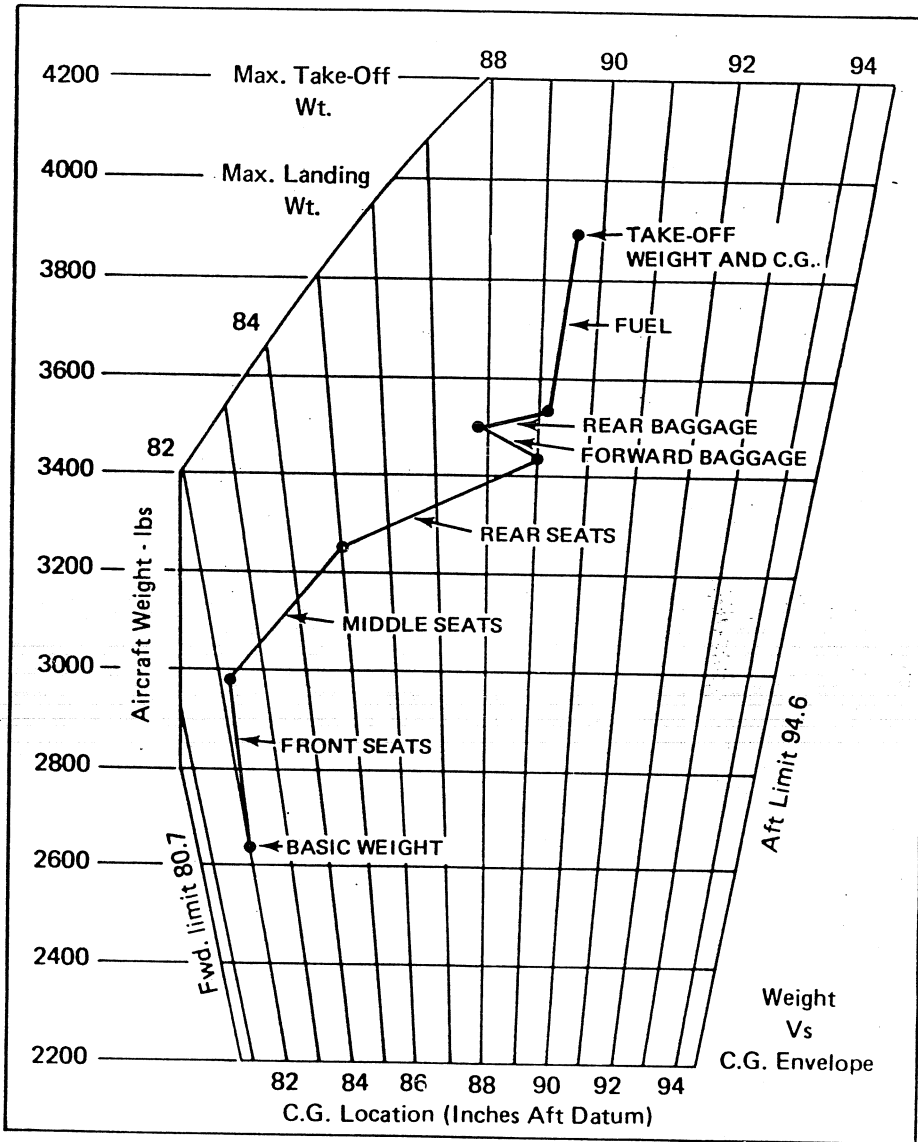 88 90 92 94
4200 Max. Take-Off
Wt.
4000 Max. Landing
Wt.
TAKE-OFF
WEIGHT AND C.G.
3800
84
FUEL
3600
REAR BAGGAGE
82
FORWARD BAGGAGE
3400
REAR SEATS
3200
MIDDLE SEATS
3000
Aircraft Weight - lbs
FRONT SEATS
2800
Aft Limit 94.6
BASIC WEIGHT
2600
Fwd. limit 80.7
2400
Weight
Vs
C.G. Envelope
2200
82 84 86 88 90 92 94
C.G. Location (Inches Aft Datum)